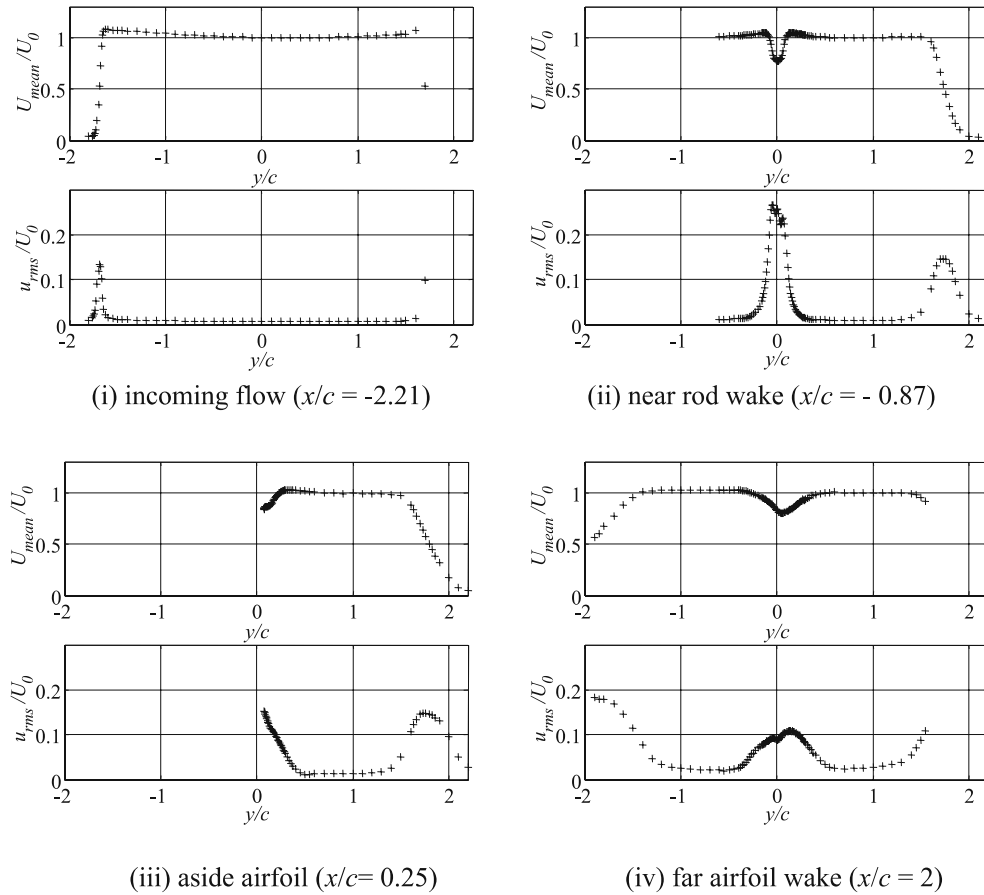 U_mean/U_0
1
0.5
0
-2 -1 0 1 2
y/c
u_rms/U_0
0.2
0.1
0
-2 -1 0 1 2
y/c
(i) incoming flow (x/c = -2.21)
U_mean/U_0
1
0.5
0
-2 -1 0 1 2
y/c
u_rms/U_0
0.2
0.1
0
-2 -1 0 1 2
y/c
(ii) near rod wake (x/c = - 0.87)
U_mean/U_0
1
0.5
0
-2 -1 0 1 2
y/c
u_rms/U_0
0.2
0.1
0
-2 -1 0 1 2
y/c
(iii) aside airfoil (x/c= 0.25)
U_mean/U_0
1
0.5
0
-2 -1 0 1 2
y/c
u_rms/U_0
0.2
0.1
0
-2 -1 0 1 2
y/c
(iv) far airfoil wake (x/c = 2)